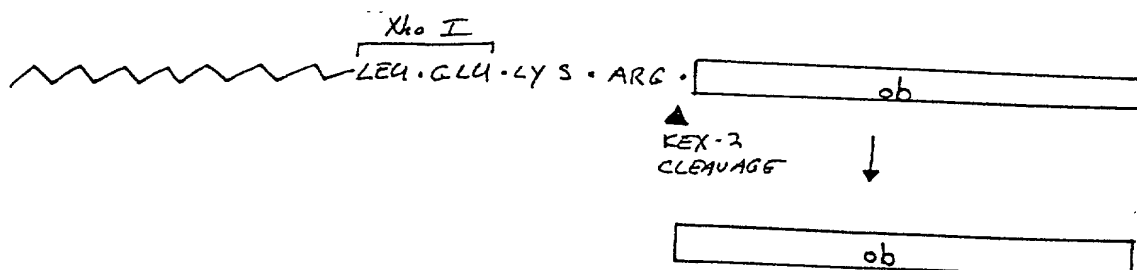 Xho I
LEU · GLU · LYS · ARG ·
ob
KEX-2
CLEAVAGE
ob